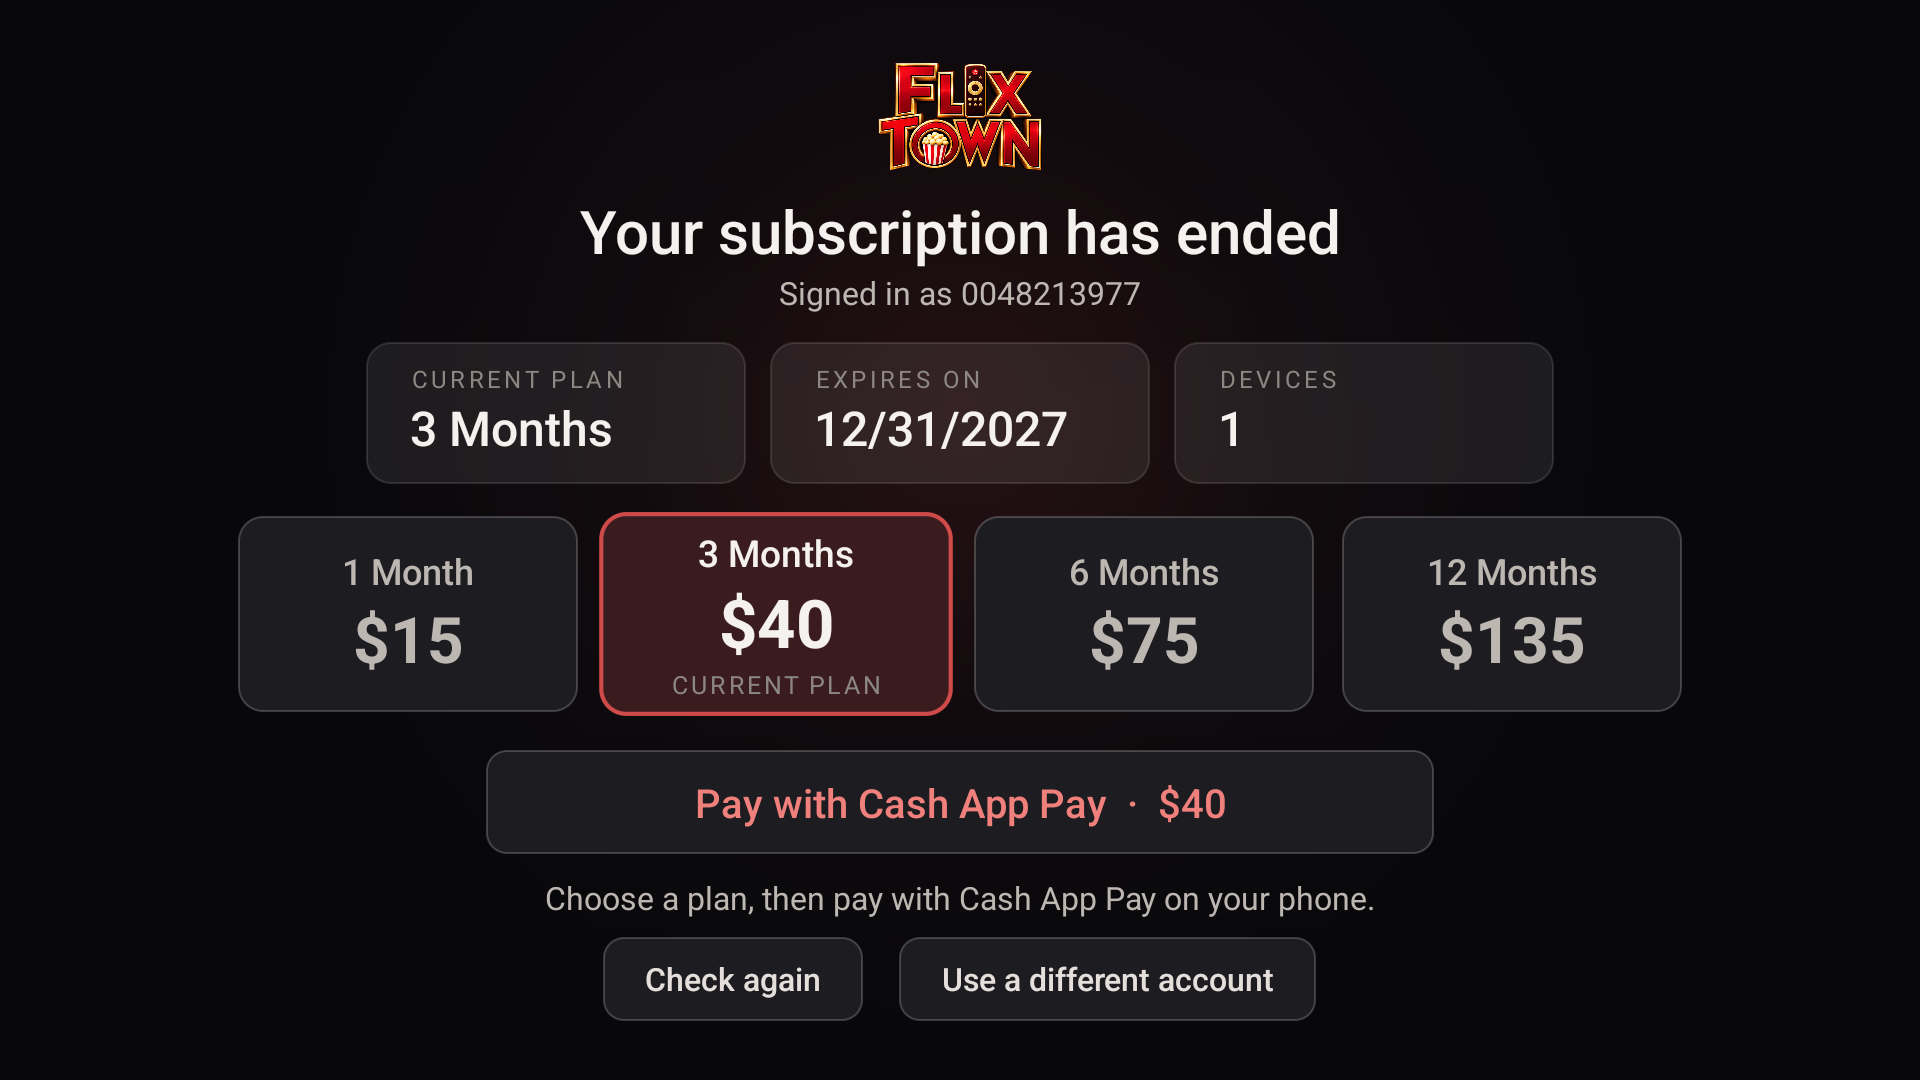 FLIX
TOWN
Your subscription has ended
Signed in as 0048213977
CURRENT PLAN
3 Months
EXPIRES ON
12/31/2027
DEVICES
1
1 Month
$15
3 Months
$40
CURRENT PLAN
6 Months
$75
12 Months
$135
Pay with Cash App Pay · $40
Choose a plan, then pay with Cash App Pay on your phone.
Check again
Use a different account